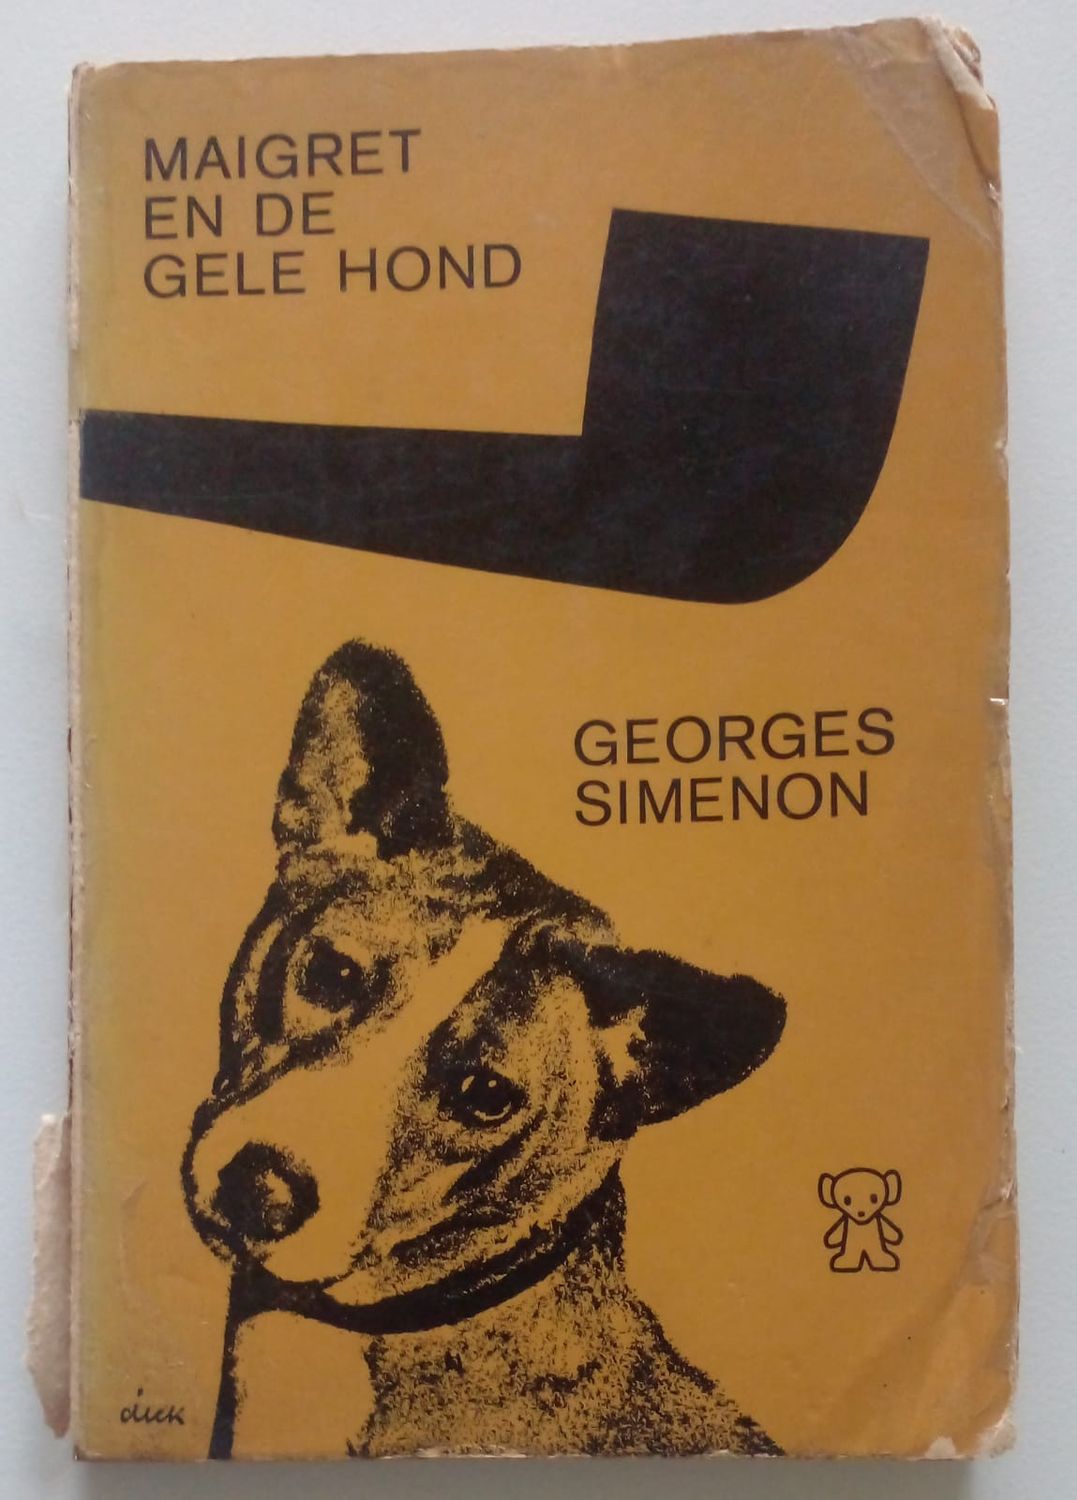 MAIGRET
EN DE
GELE HOND
GEORGES
SIMENON
dick